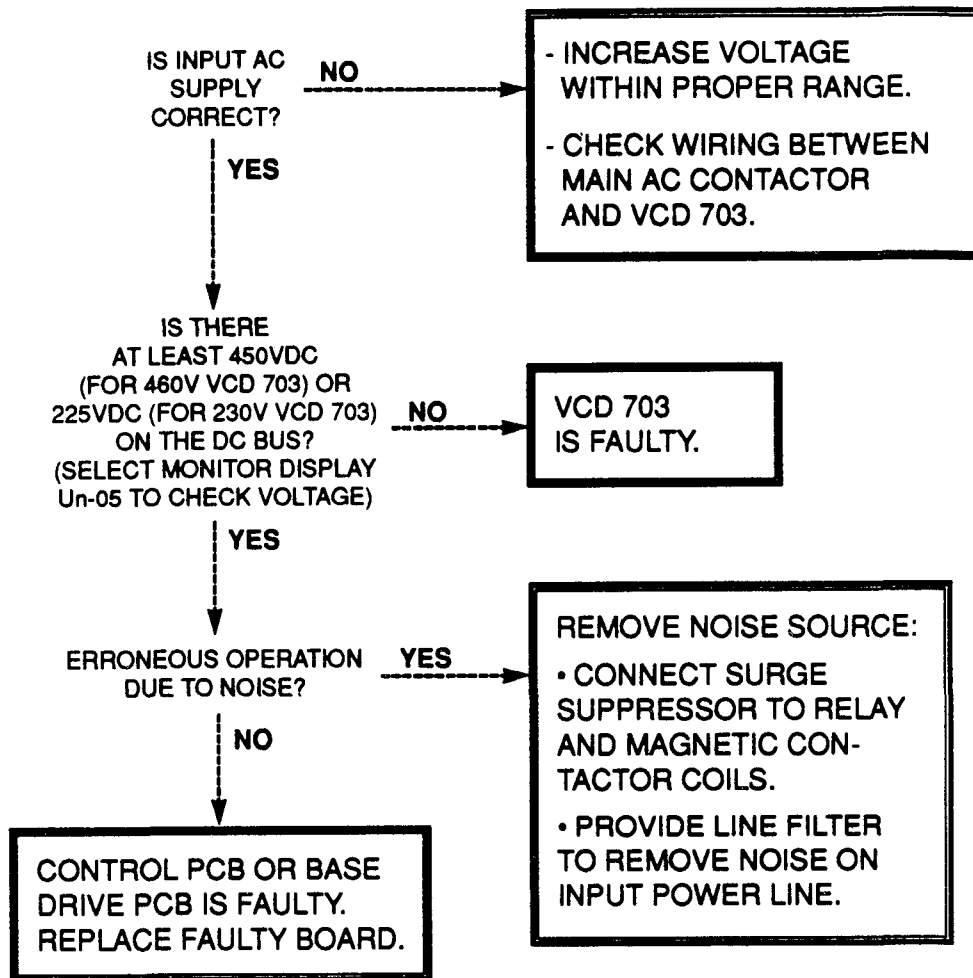 IS INPUT AC
SUPPLY
CORRECT?
NO
- INCREASE VOLTAGE
WITHIN PROPER RANGE.
- CHECK WIRING BETWEEN
MAIN AC CONTACTOR
AND VCD 703.
YES
IS THERE
AT LEAST 450VDC
(FOR 460V VCD 703) OR
225VDC (FOR 230V VCD 703)
ON THE DC BUS?
(SELECT MONITOR DISPLAY
Un-05 TO CHECK VOLTAGE)
NO
VCD 703
IS FAULTY.
YES
ERRONEOUS OPERATION
DUE TO NOISE?
YES
REMOVE NOISE SOURCE:
• CONNECT SURGE
SUPPRESSOR TO RELAY
AND MAGNETIC CON-
TACTOR COILS.
• PROVIDE LINE FILTER
TO REMOVE NOISE ON
INPUT POWER LINE.
NO
CONTROL PCB OR BASE
DRIVE PCB IS FAULTY.
REPLACE FAULTY BOARD.